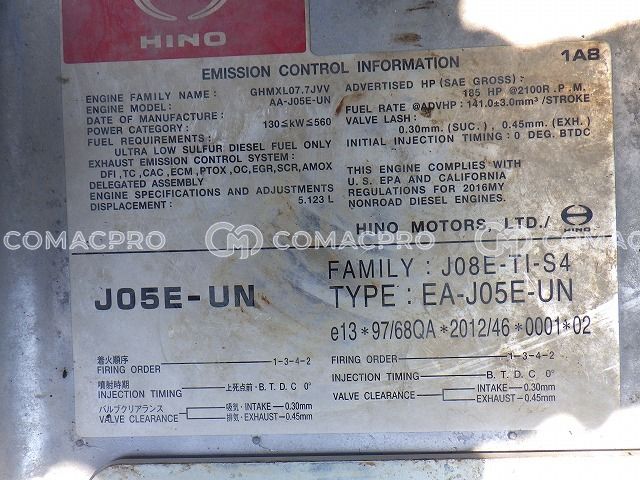 HINO
EMISSION CONTROL INFORMATION
1A8
ENGINE FAMILY NAME : GHMXL07.7JVV
ENGINE MODEL: AA-J05E-UN
DATE OF MANUFACTURE:
POWER CATEGORY: 130≤kW≤560
FUEL REQUIREMENTS:
ULTRA LOW SULFUR DIESEL FUEL ONLY
EXHAUST EMISSION CONTROL SYSTEM :
DFI,TC,CAC,ECM,PTOX,OC,EGR,SCR,AMOX
DELEGATED ASSEMBLY
ENGINE SPECIFICATIONS AND ADJUSTMENTS
DISPLACEMENT: 5.123 L
ADVERTISED HP (SAE GROSS):
185 HP @2100R.P.M.
FUEL RATE @ADVHP : 141.0±3.0mm³/STROKE
VALVE LASH :
0.30mm. (SUC.), 0.45mm. (EXH.)
INITIAL INJECTION TIMING : 0 DEG. BTDC
THIS ENGINE COMPLIES WITH
U.S. EPA AND CALIFORNIA
REGULATIONS FOR 2016MY
NONROAD DIESEL ENGINES.
HINO MOTORS, LTD./
HINO
COMACPRO COMACPRO COMACPRO
J05E-UN
FAMILY : J08E-TI-S4
TYPE : EA-J05E-UN
e13*97/68QA*2012/46*0001*02
着火順序
FIRING ORDER 1-3-4-2
噴射時期 上死点前・B.T.D.C 0°
INJECTION TIMING
バルブクリアランス 吸気・INTAKE—0.30mm
VALVE CLEARANCE 排気・EXHAUST—0.45mm
FIRING ORDER 1-3-4-2
INJECTION TIMING B.T.D.C 0°
VALVE CLEARANCE INTAKE—0.30mm
EXHAUST—0.45mm